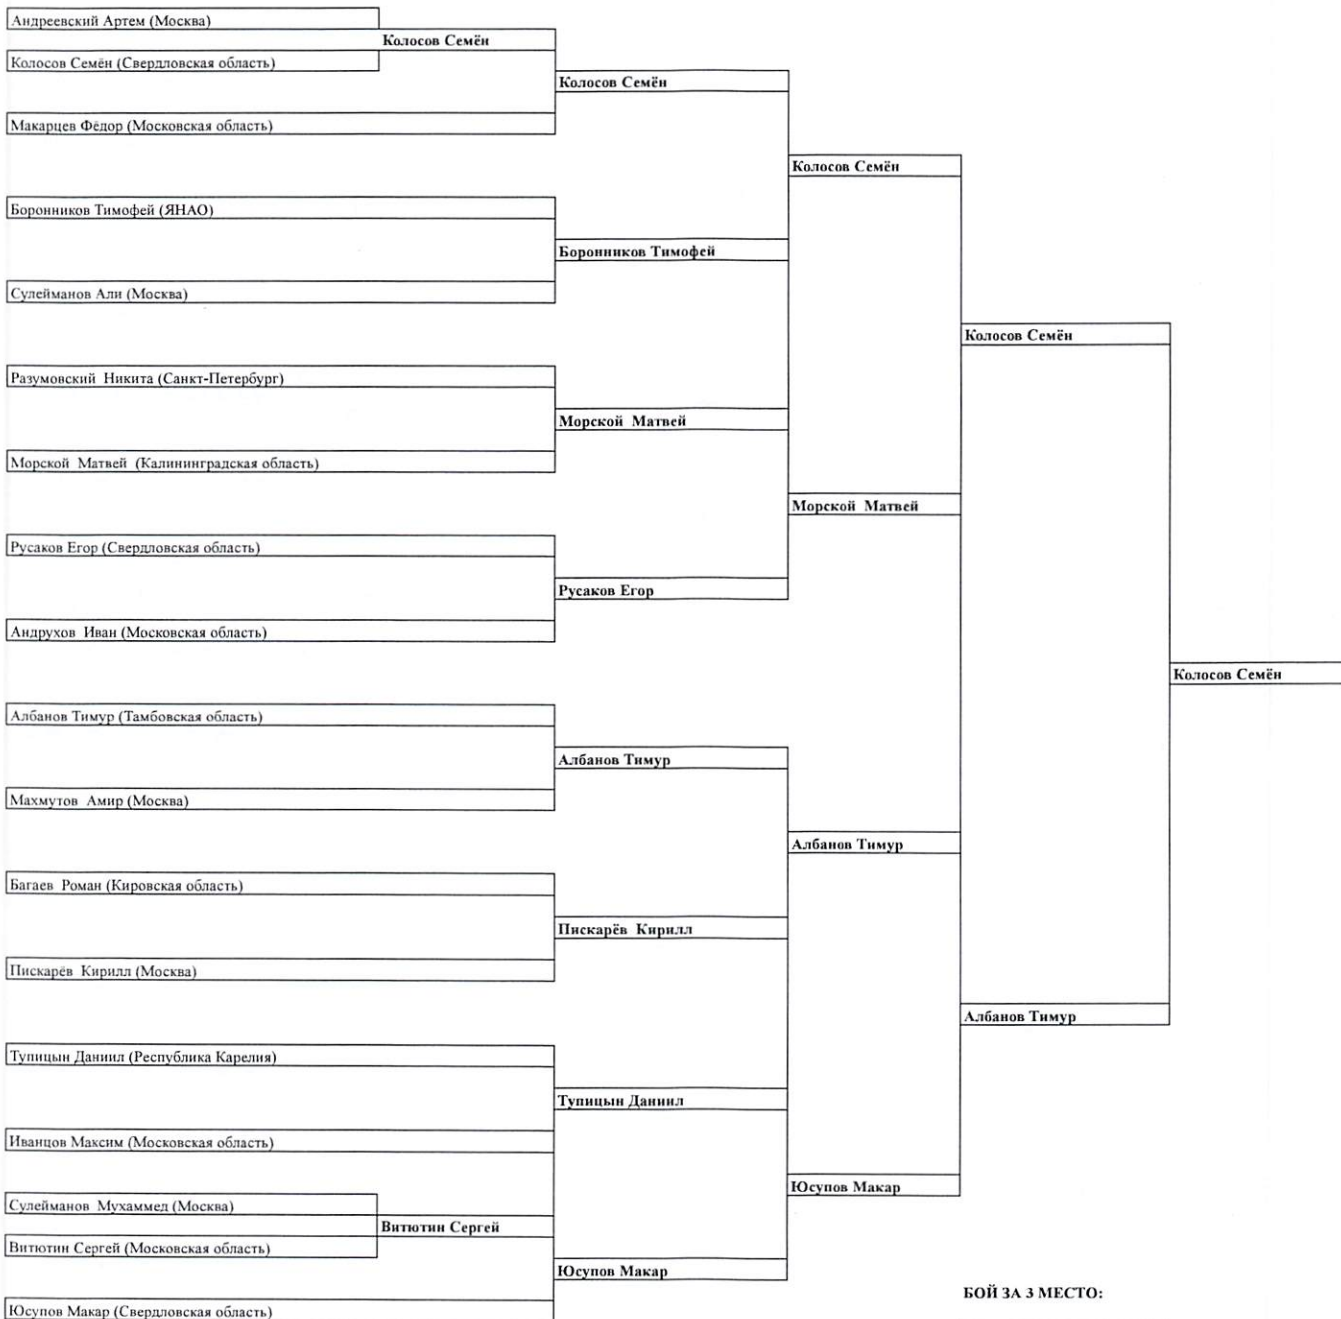 Андреевский Артем (Москва)
Колосов Семён
Колосов Семён (Свердловская область)
Колосов Семён
Макарцев Фёдор (Московская область)
Колосов Семён
Боронников Тимофей (ЯНАО)
Боронников Тимофей
Сулейманов Али (Москва)
Колосов Семён
Разумовский Никита (Санкт-Петербург)
Морской Матвей
Морской Матвей (Калининградская область)
Морской Матвей
Русаков Егор (Свердловская область)
Русаков Егор
Андрухов Иван (Московская область)
Колосов Семён
Албанов Тимур (Тамбовская область)
Албанов Тимур
Махмутов Амир (Москва)
Албанов Тимур
Багаев Роман (Кировская область)
Пискарёв Кирилл
Пискарёв Кирилл (Москва)
Албанов Тимур
Тупицын Даниил (Республика Карелия)
Тупицын Даниил
Иванцов Максим (Московская область)
Юсупов Макар
Сулейманов Мухаммед (Москва)
Витютин Сергей
Витютин Сергей (Московская область)
Юсупов Макар
БОЙ ЗА 3 МЕСТО:
Юсупов Макар (Свердловская область)